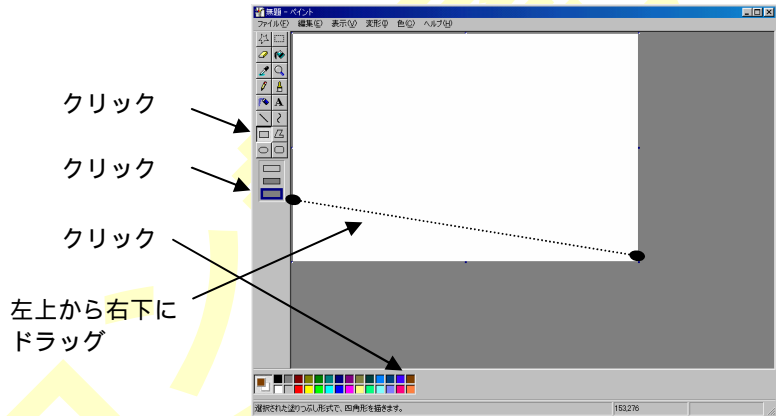 無題 - ペイント
ファイル(F) 編集(E) 表示(V) 変形(I) 色(C) ヘルプ(H)
A
クリック
クリック
クリック
左上から右下に
ドラッグ
選択された塗りつぶし形式で、四角形を描きます。
153,276